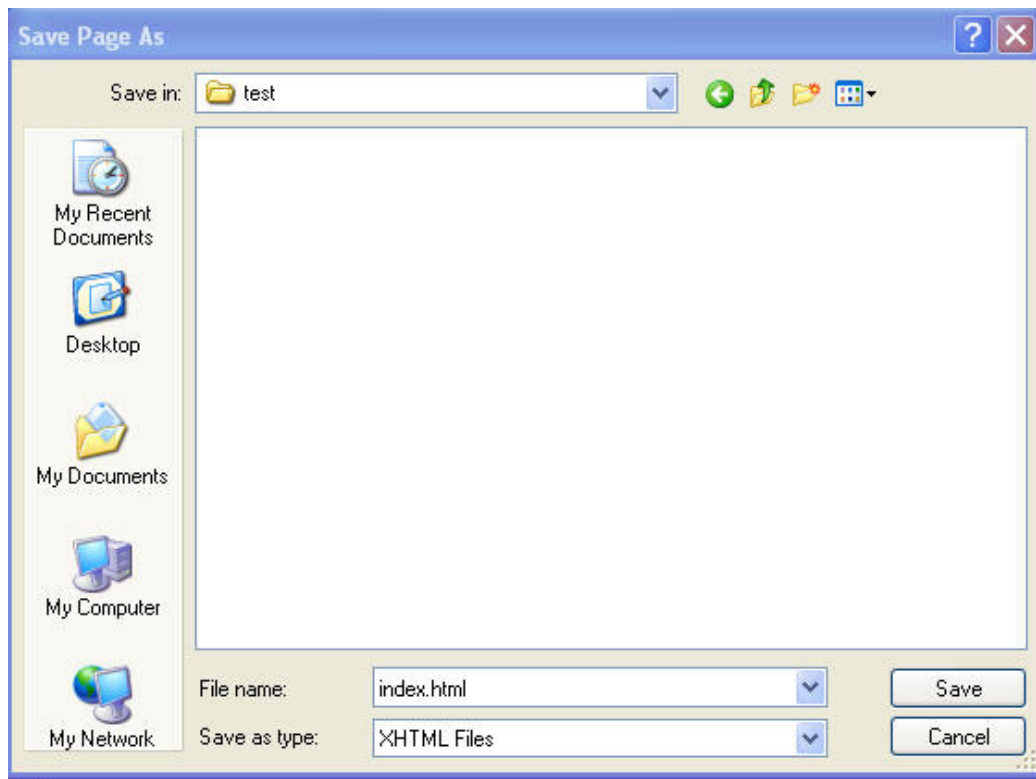 Save Page As
?
Save in:
test
My Recent
Documents
Desktop
My Documents
My Computer
My Network
File name:
index.html
Save
Save as type:
XHTML Files
Cancel